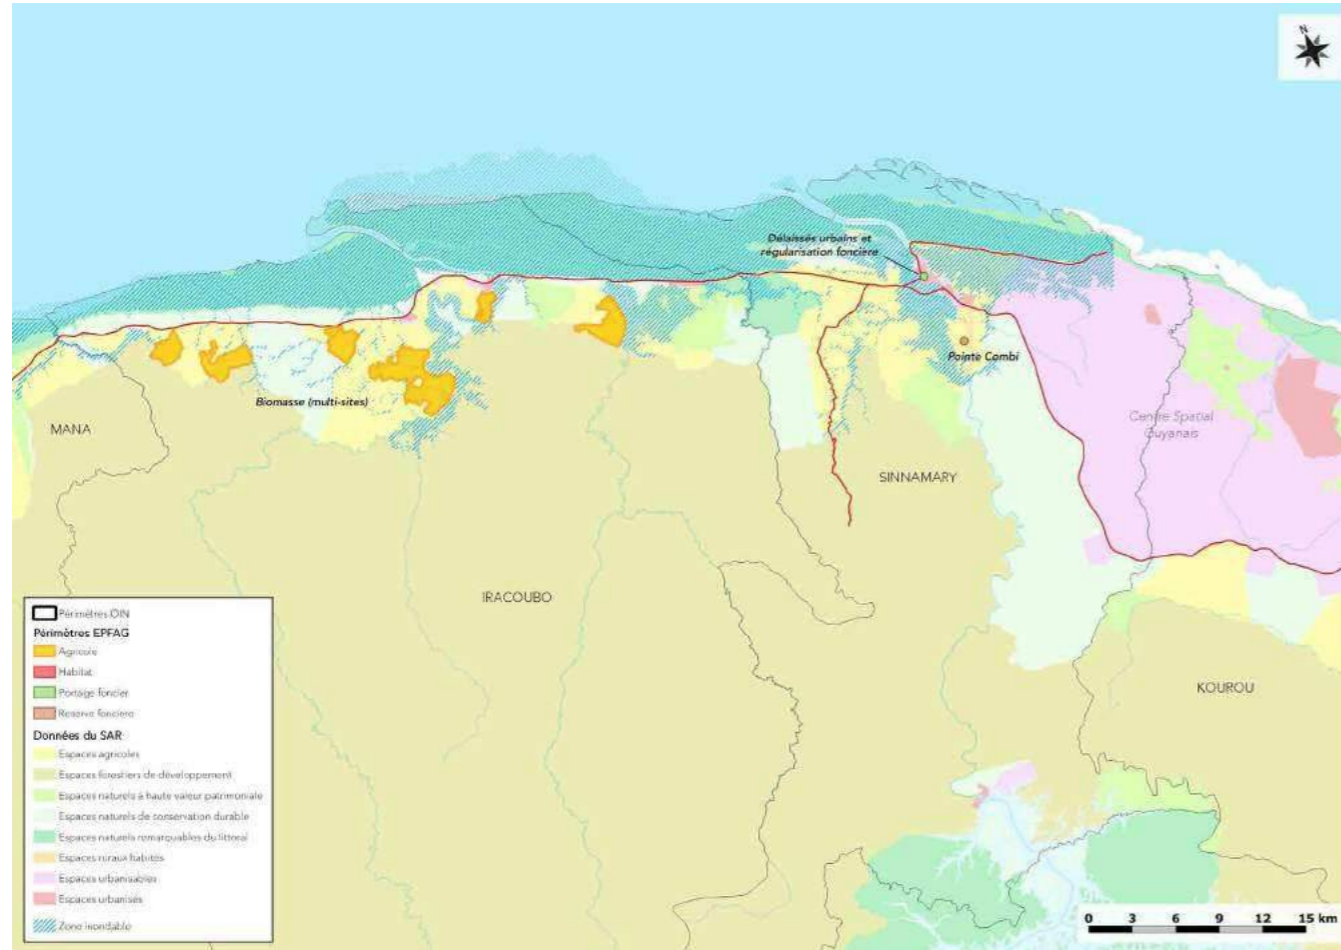 N
Délaissés urbains et
régularisation foncière
Pointe Combi
Biomasse (multi-sites)
MANA
Centre Spatial
Guyanais
SINNAMARY
IRACOUBO
KOUROU
Périmètres OIN
Périmètres EPFAG
Agricole
Habitat
Portage foncier
Réserve foncière
Données du SAR
Espaces agricoles
Espaces forestiers de développement
Espaces naturels à haute valeur patrimoniale
Espaces naturels de conservation durable
Espaces naturels remarquables du littoral
Espaces ruraux habités
Espaces urbanisables
Espaces urbanisés
Zone inondable
0 3 6 9 12 15 km